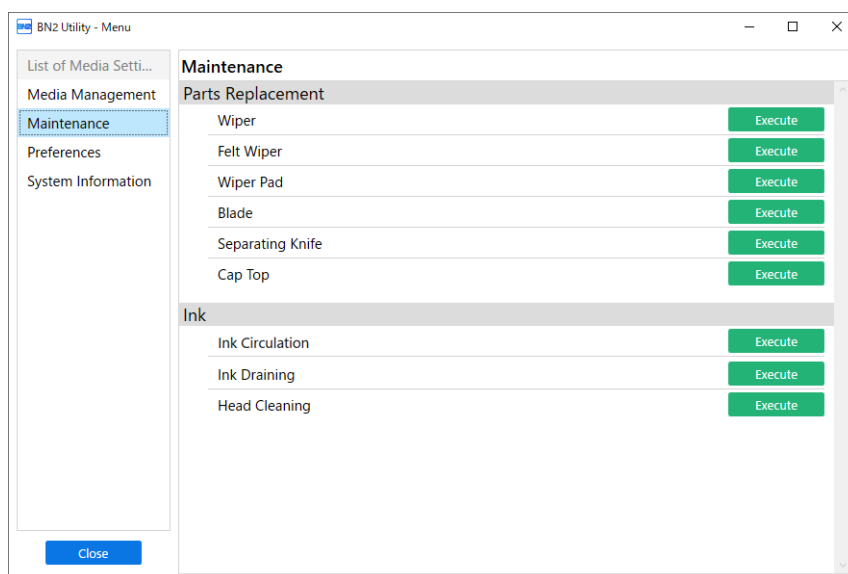 BN2 BN2 Utility - Menu
List of Media Setti...
Media Management
Maintenance
Preferences
System Information
Close
Maintenance
Parts Replacement
Wiper Execute
Felt Wiper Execute
Wiper Pad Execute
Blade Execute
Separating Knife Execute
Cap Top Execute
Ink
Ink Circulation Execute
Ink Draining Execute
Head Cleaning Execute